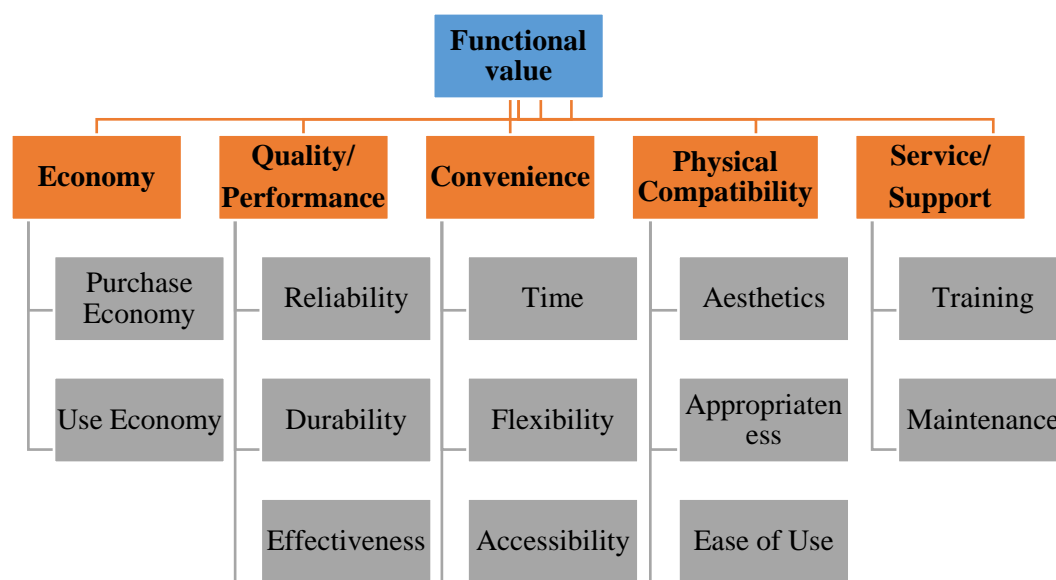 Functional
value
Economy
Quality/
Performance
Convenience
Physical
Compatibility
Service/
Support
Purchase
Economy
Reliability
Time
Aesthetics
Training
Use Economy
Durability
Flexibility
Appropriaten
ess
Maintenance
Effectiveness
Accessibility
Ease of Use